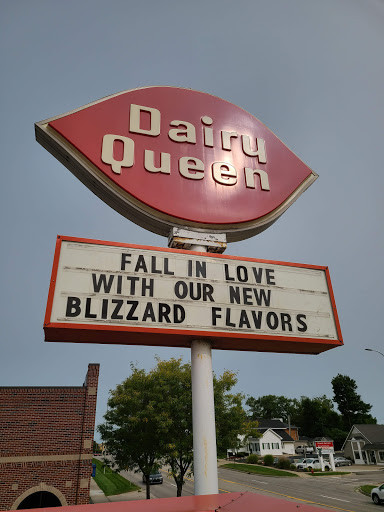 Dairy
Queen
FALL IN LOVE
WITH OUR NEW
BLIZZARD FLAVORS